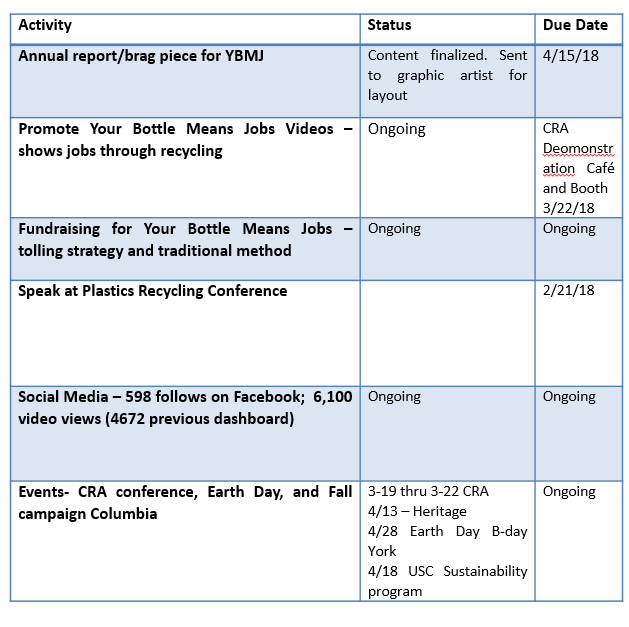 Activity Status Due Date
Annual report/brag piece for YBMJ
Content finalized. Sent
to graphic artist for
layout
4/15/18
Promote Your Bottle Means Jobs Videos –
shows jobs through recycling
Ongoing
CRA
Deomonstr
ation Café
and Booth
3/22/18
Fundraising for Your Bottle Means Jobs –
tolling strategy and traditional method
Ongoing
Ongoing
Speak at Plastics Recycling Conference
2/21/18
Social Media – 598 follows on Facebook; 6,100
video views (4672 previous dashboard)
Ongoing
Ongoing
Events- CRA conference, Earth Day, and Fall
campaign Columbia
3-19 thru 3-22 CRA
4/13 – Heritage
4/28 Earth Day B-day
York
4/18 USC Sustainability
program
Ongoing